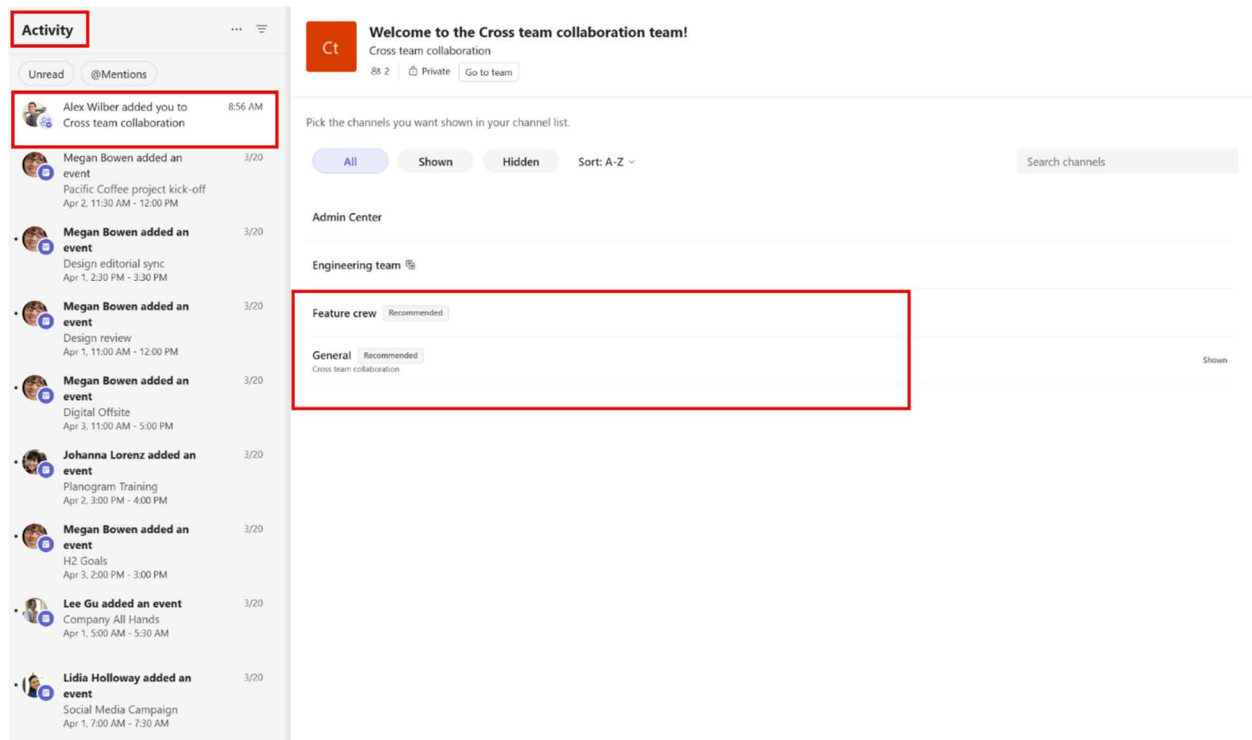 Activity
Unread
@Mentions
Alex Wilber added you to
8:56 AM
Cross team collaboration
Megan Bowen added an
3/20
event
Pacific Coffee project kick-off
Apr 2, 11:30 AM - 12:00 PM
Megan Bowen added an
3/20
event
Design editorial sync
Apr 1, 2:30 PM - 3:30 PM
Megan Bowen added an
3/20
event
Design review
Apr 1, 11:00 AM - 12:00 PM
Megan Bowen added an
3/20
event
Digital Offsite
Apr 3, 11:00 AM - 5:00 PM
Johanna Lorenz added an
3/20
event
Planogram Training
Apr 2, 3:00 PM - 4:00 PM
Megan Bowen added an
3/20
event
H2 Goals
Apr 3, 2:00 PM - 3:00 PM
Lee Gu added an event
3/20
Company All Hands
Apr 1, 5:00 AM - 5:30 AM
Lidia Holloway added an
3/20
event
Social Media Campaign
Apr 1, 7:00 AM - 7:30 AM
Ct
Welcome to the Cross team collaboration team!
Cross team collaboration
2 Private Go to team
Pick the channels you want shown in your channel list.
All Shown Hidden Sort: A-Z Search channels
Admin Center
Engineering team
Feature crew Recommended
General Recommended
Cross team collaboration
Shown